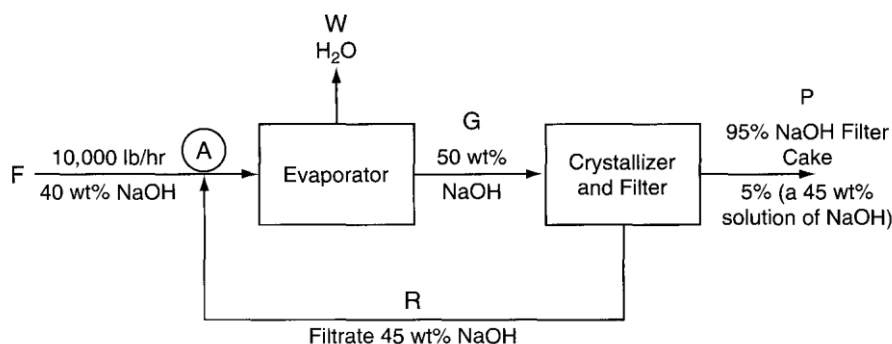 W
H₂O
P
G
95% NaOH Filter
Cake
10,000 lb/hr
A
50 wt%
Crystallizer
and Filter
F
Evaporator
40 wt% NaOH
NaOH
5% (a 45 wt%
solution of NaOH)
R
Filtrate 45 wt% NaOH